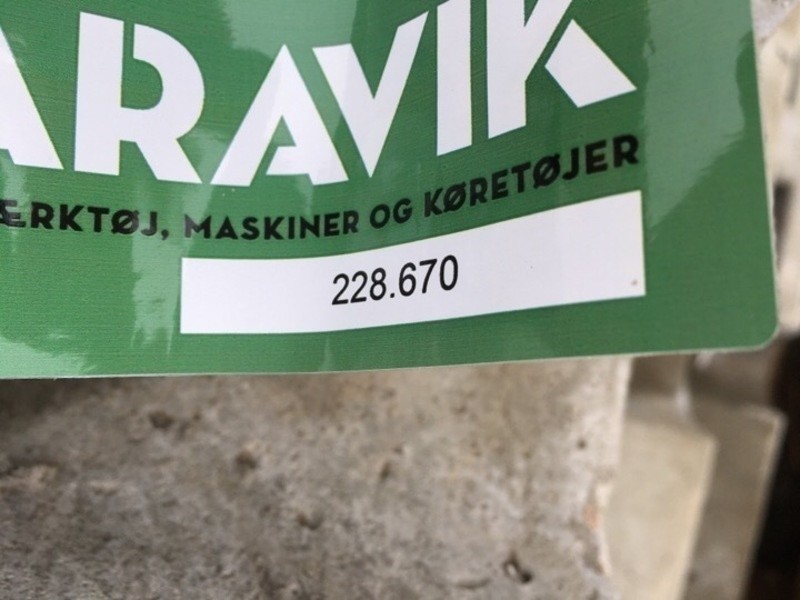 ARAVIK
ÆRKTØJ, MASKINER OG KØRETØJER
228.670